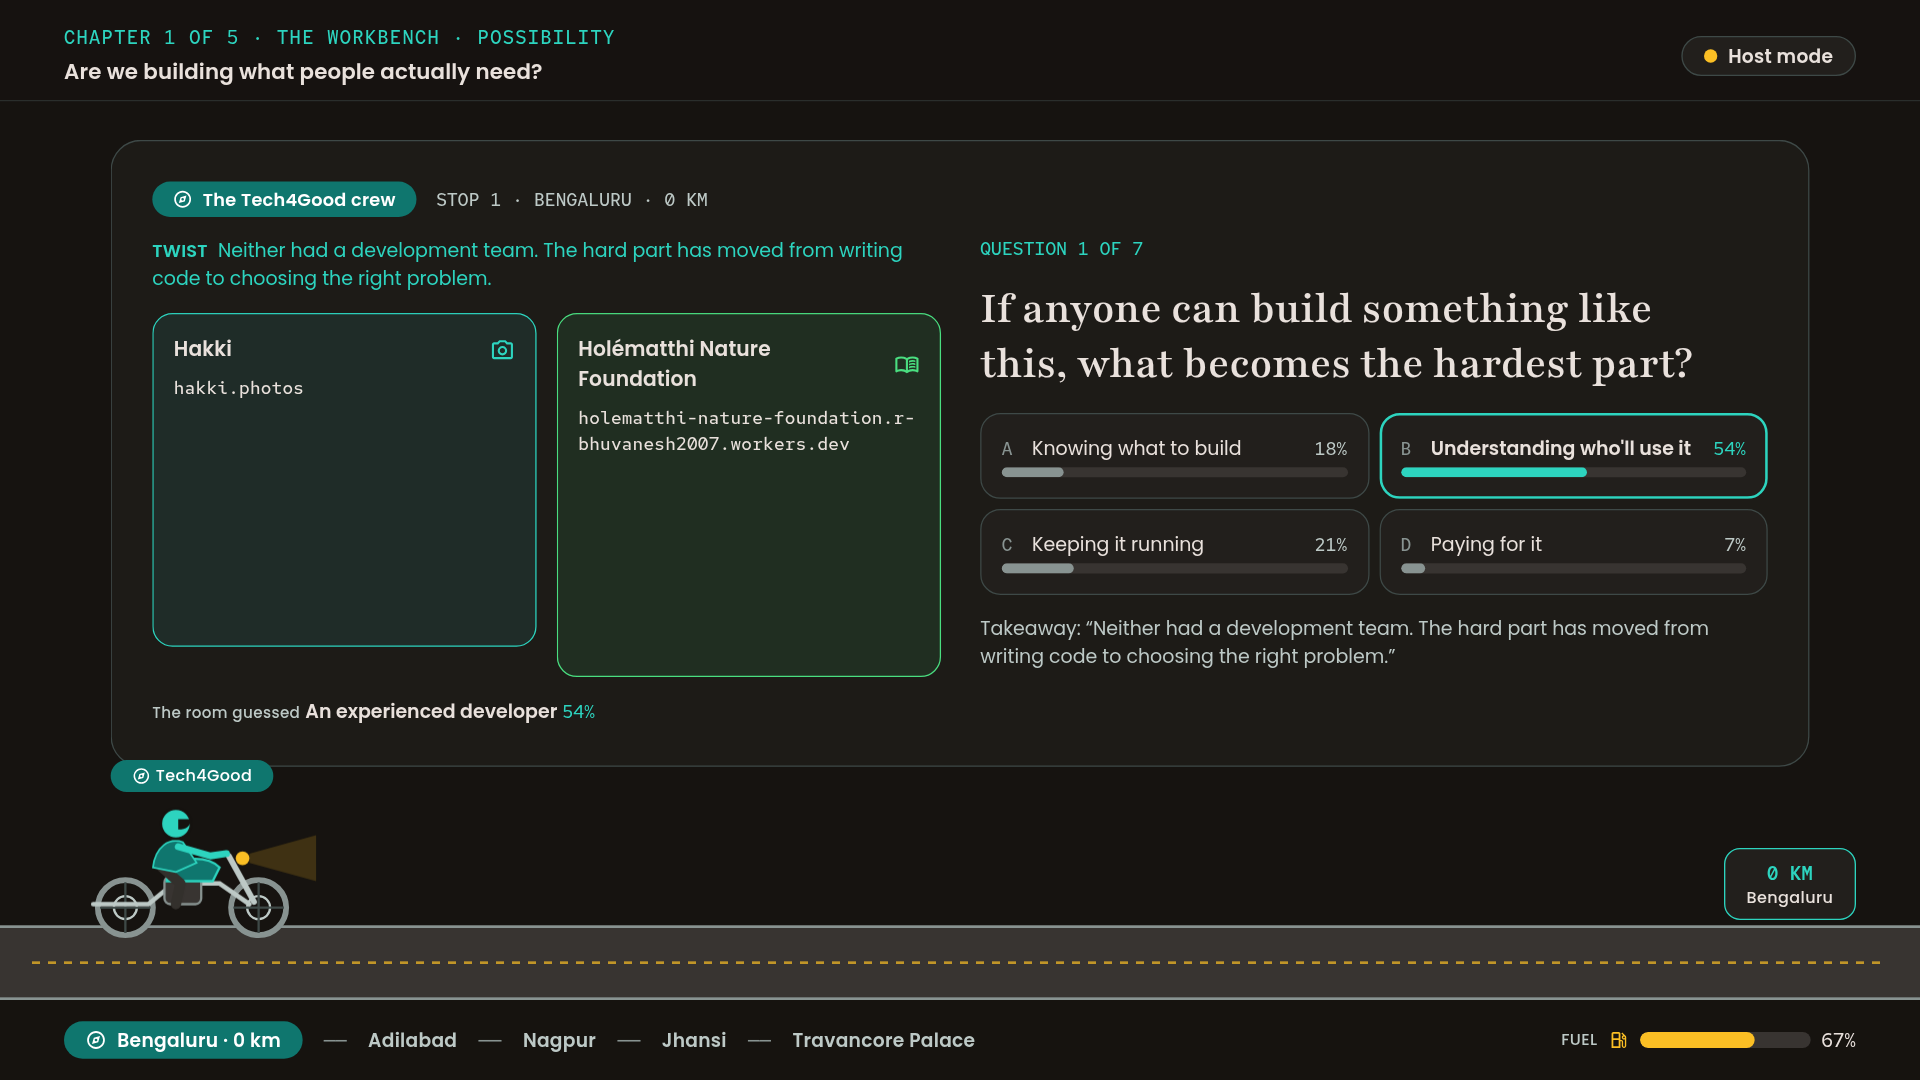 CHAPTER 1 OF 5 · THE WORKBENCH · POSSIBILITY
Are we building what people actually need?
Host mode
The Tech4Good crew
STOP 1 · BENGALURU · 0 KM
TWIST Neither had a development team. The hard part has moved from writing
code to choosing the right problem.
Hakki
hakki.photos
Holématthi Nature
Foundation
holematthi-nature-foundation.r-
bhuvanesh2007.workers.dev
The room guessed An experienced developer 54%
QUESTION 1 OF 7
If anyone can build something like
this, what becomes the hardest part?
A Knowing what to build 18%
B Understanding who'll use it 54%
C Keeping it running 21%
D Paying for it 7%
Takeaway: “Neither had a development team. The hard part has moved from
writing code to choosing the right problem.”
Tech4Good
0 KM
Bengaluru
Bengaluru · 0 km — Adilabad — Nagpur — Jhansi — Travancore Palace
FUEL 67%